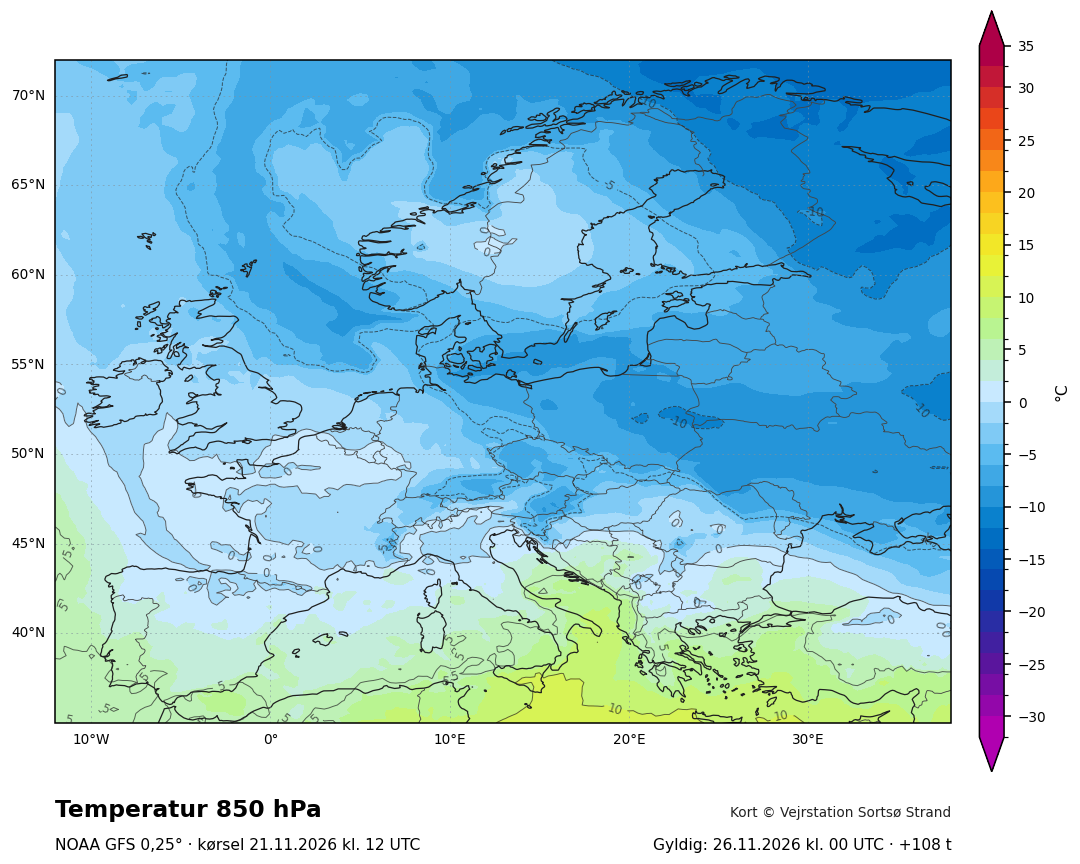 70°N
65°N
60°N
55°N
50°N
45°N
40°N
10°W
0°
10°E
20°E
30°E
35
30
25
20
15
10
5
0
−5
−10
−15
−20
−25
−30
°C
Temperatur 850 hPa
Kort © Vejrstation Sortsø Strand
NOAA GFS 0,25° · kørsel 21.11.2026 kl. 12 UTC
Gyldig: 26.11.2026 kl. 00 UTC · +108 t